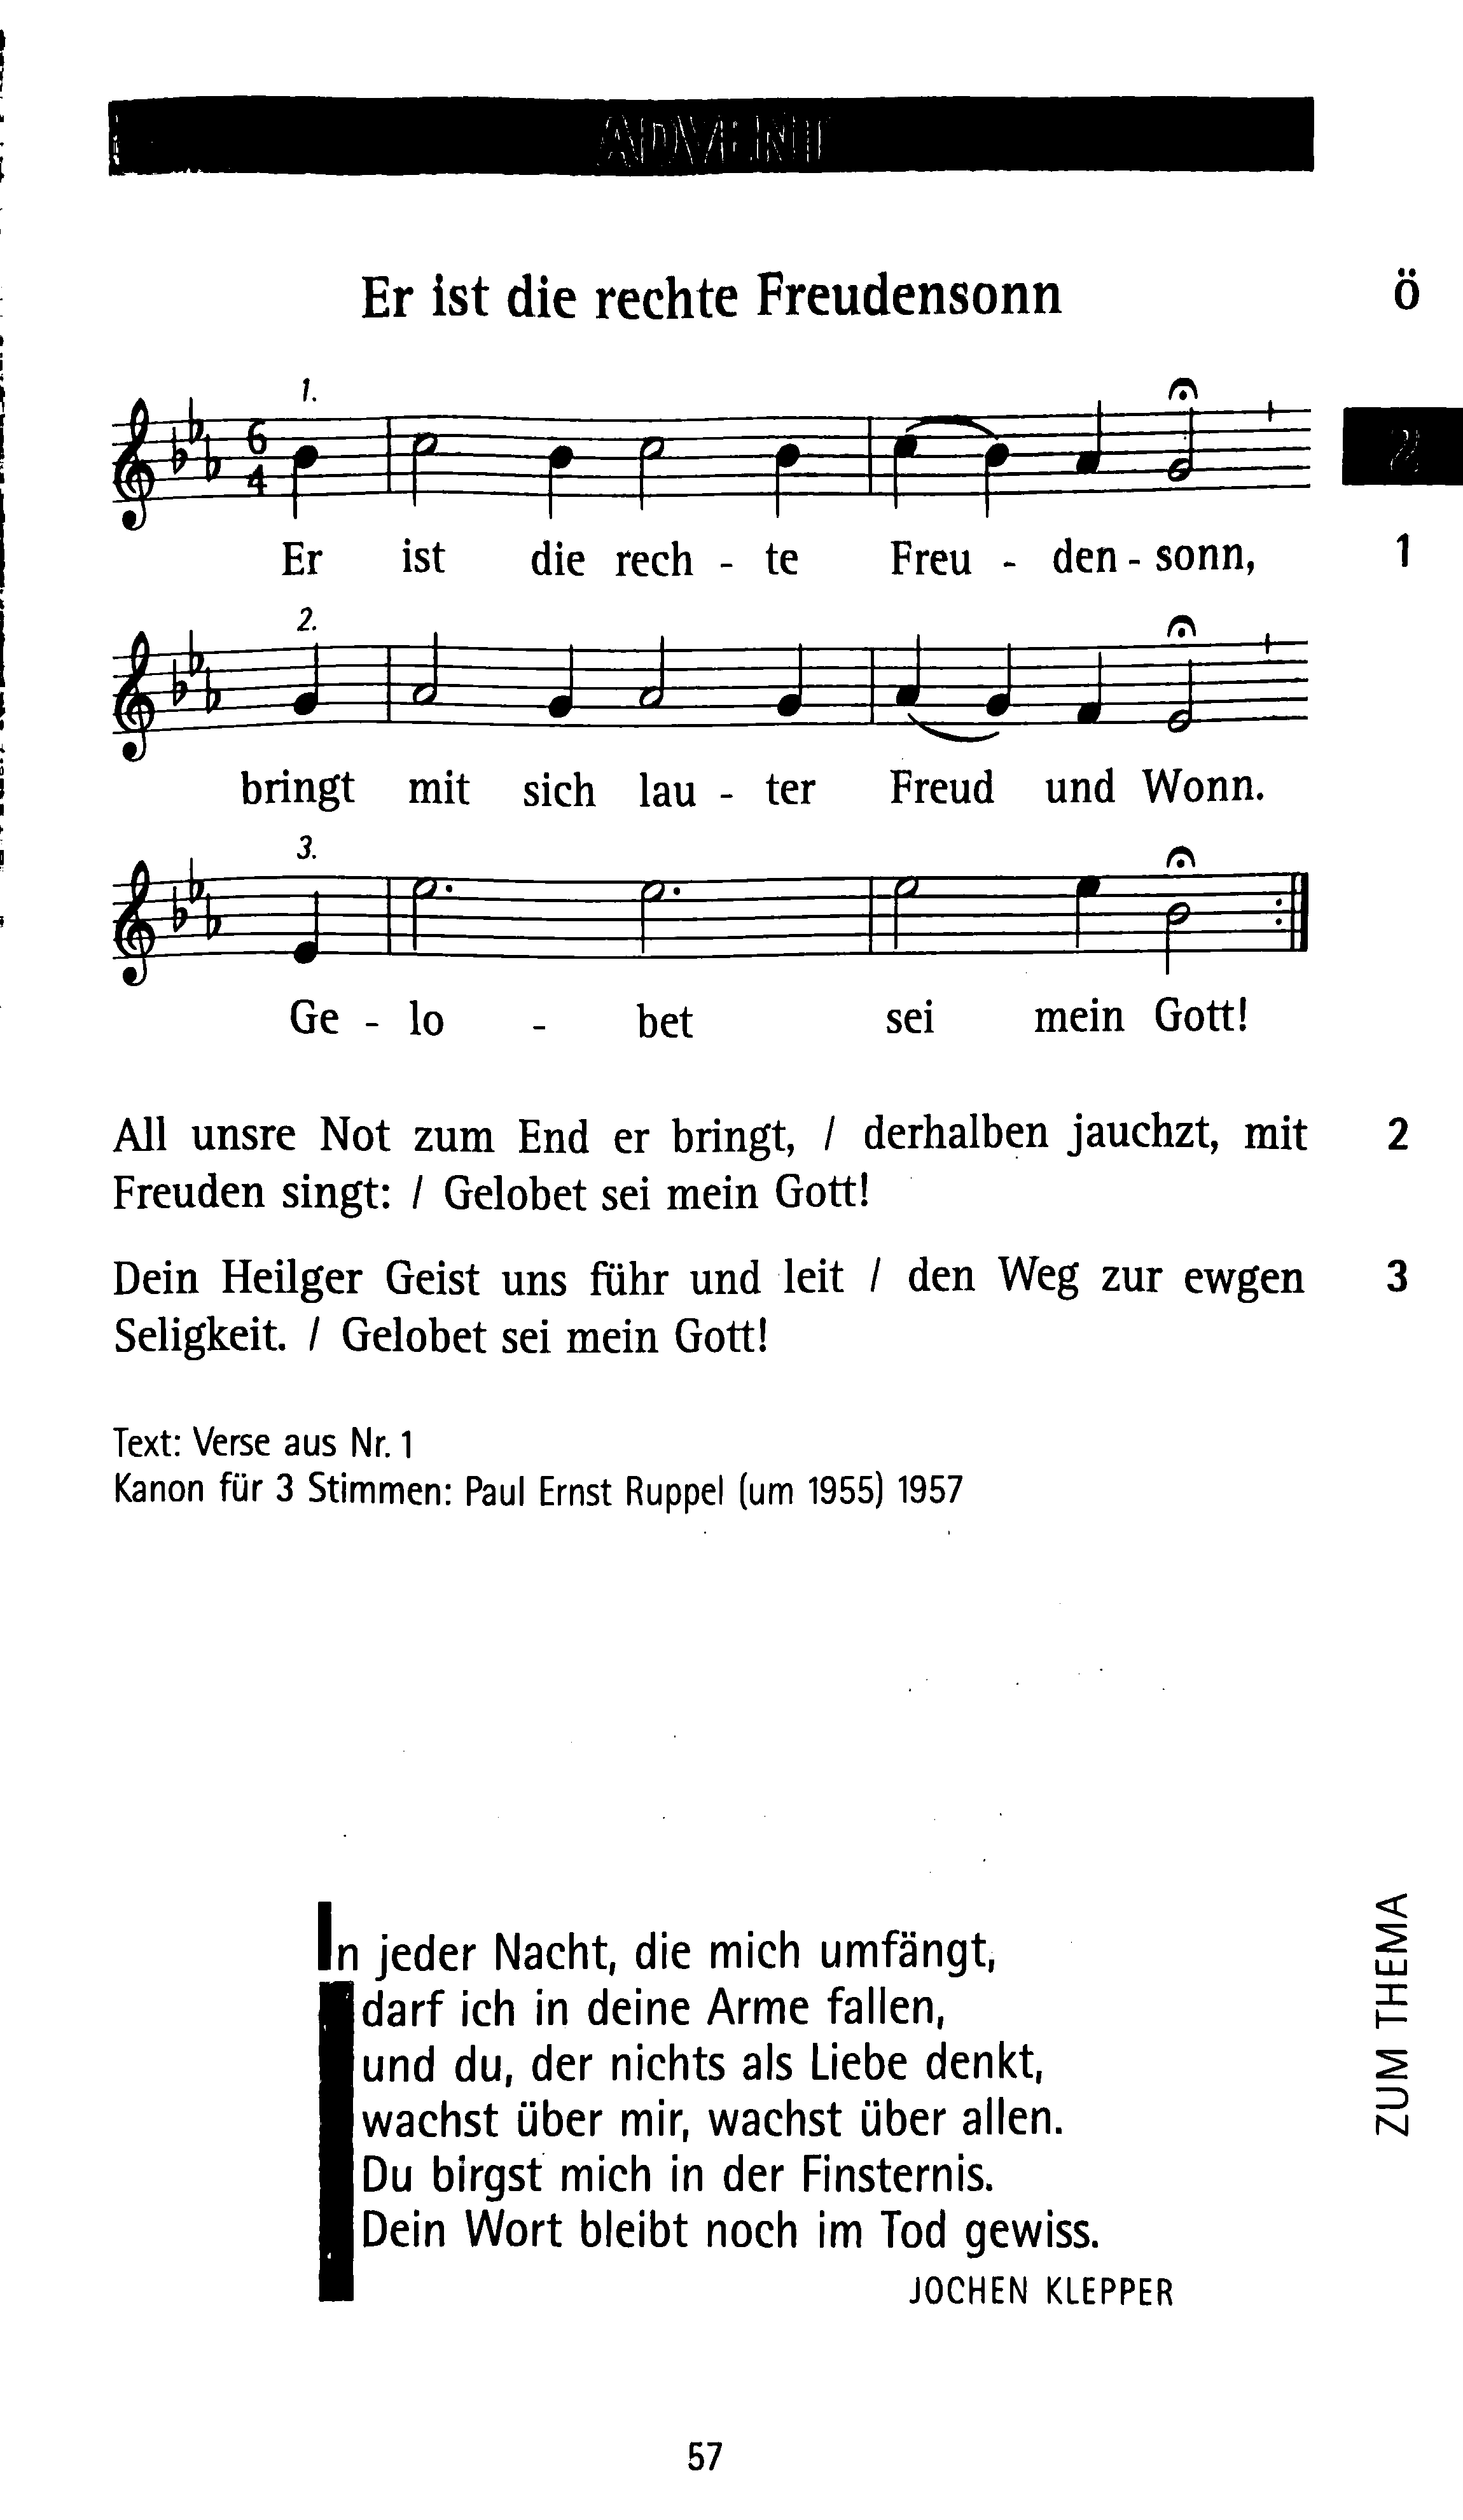 ADVENT
Er ist die rechte Freudensonn ö
1.
2
6
4
Er ist die rech - te Freu - den - sonn, 1
2.
bringt mit sich lau - ter Freud und Wonn.
3.
Ge - lo - bet sei mein Gott!
All unsre Not zum End er bringt, / derhalben jauchzt, mit 2
Freuden singt: / Gelobet sei mein Gott!
Dein Heilger Geist uns führ und leit / den Weg zur ewgen 3
Seligkeit. / Gelobet sei mein Gott!
Text: Verse aus Nr. 1
Kanon für 3 Stimmen: Paul Ernst Ruppel (um 1955) 1957
In jeder Nacht, die mich umfängt,
darf ich in deine Arme fallen,
und du, der nichts als Liebe denkt,
wachst über mir, wachst über allen.
Du birgst mich in der Finsternis.
Dein Wort bleibt noch im Tod gewiss.
JOCHEN KLEPPER
ZUM THEMA
57